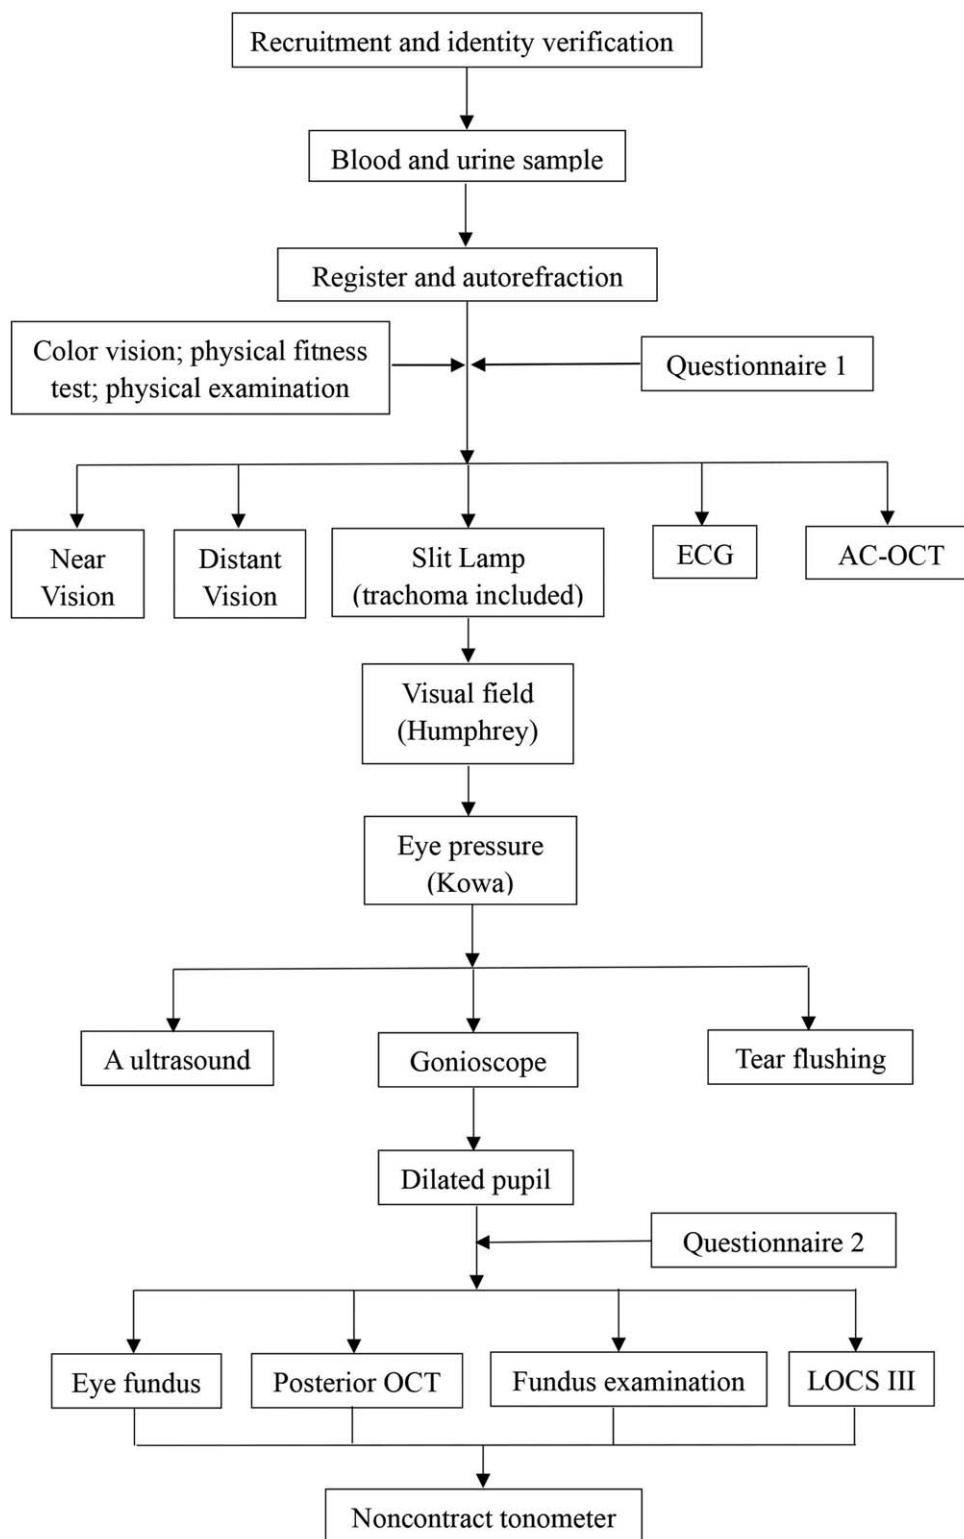 Recruitment and identity verification
Blood and urine sample
Register and autorefraction
Color vision; physical fitness
test; physical examination
Questionnaire 1
Near
Vision
Distant
Vision
Slit Lamp
(trachoma included)
ECG
AC-OCT
Visual field
(Humphrey)
Eye pressure
(Kowa)
A ultrasound
Gonioscope
Tear flushing
Dilated pupil
Questionnaire 2
Eye fundus
Posterior OCT
Fundus examination
LOCS III
Noncontract tonometer